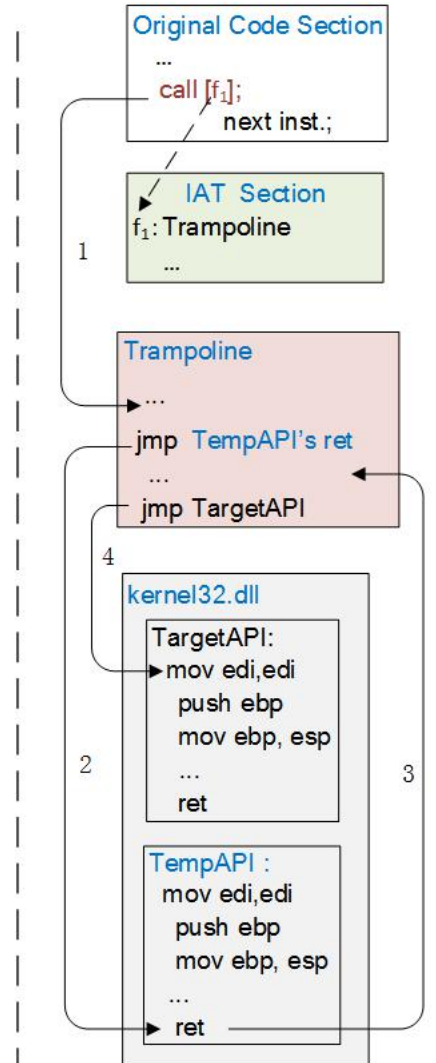 Original Code Section
...
call [f₁];
next inst.;
IAT Section
f₁: Trampoline
...
1
Trampoline
...
jmp TempAPI's ret
...
jmp TargetAPI
4
kernel32.dll
TargetAPI:
mov edi,edi
push ebp
mov ebp, esp
...
ret
2
3
TempAPI :
mov edi,edi
push ebp
mov ebp, esp
...
ret